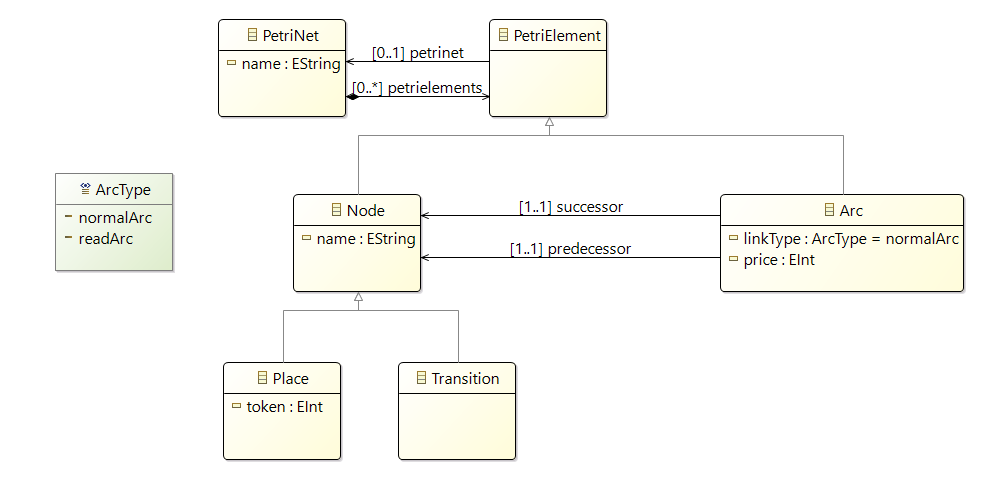 PetriNet
name : EString
PetriElement
[0..1] petrinet
[0..*] petrielements
ArcType
normalArc
readArc
Node
name : EString
[1..1] successor
[1..1] predecessor
Arc
linkType : ArcType = normalArc
price : EInt
Place
token : EInt
Transition